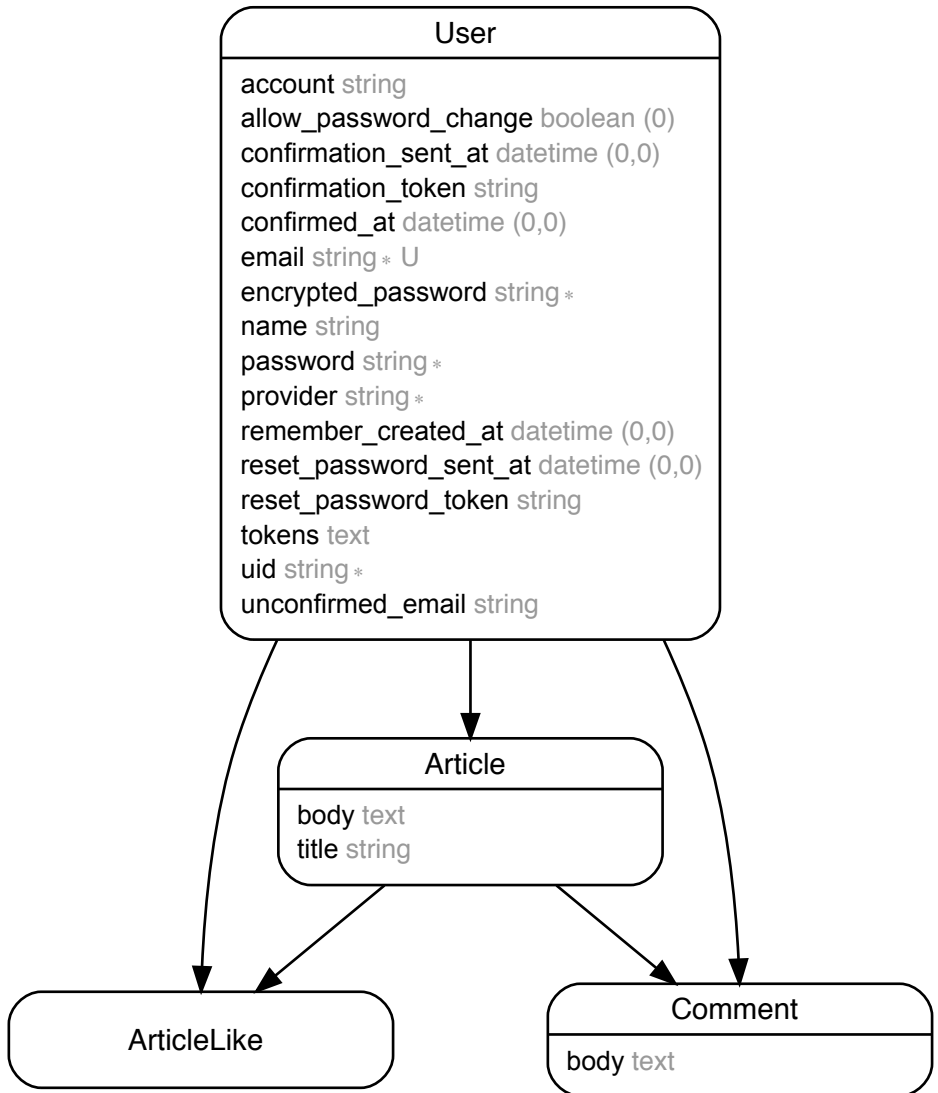 User
account string
allow_password_change boolean (0)
confirmation_sent_at datetime (0,0)
confirmation_token string
confirmed_at datetime (0,0)
email string ∗ U
encrypted_password string ∗
name string
password string ∗
provider string ∗
remember_created_at datetime (0,0)
reset_password_sent_at datetime (0,0)
reset_password_token string
tokens text
uid string ∗
unconfirmed_email string
Article
body text
title string
ArticleLike
Comment
body text